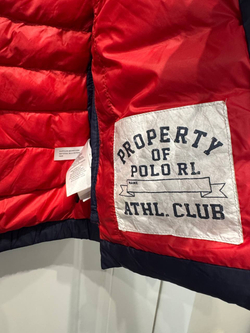 PROPERTY
OF
POLO RL
NAME
ATHL. CLUB